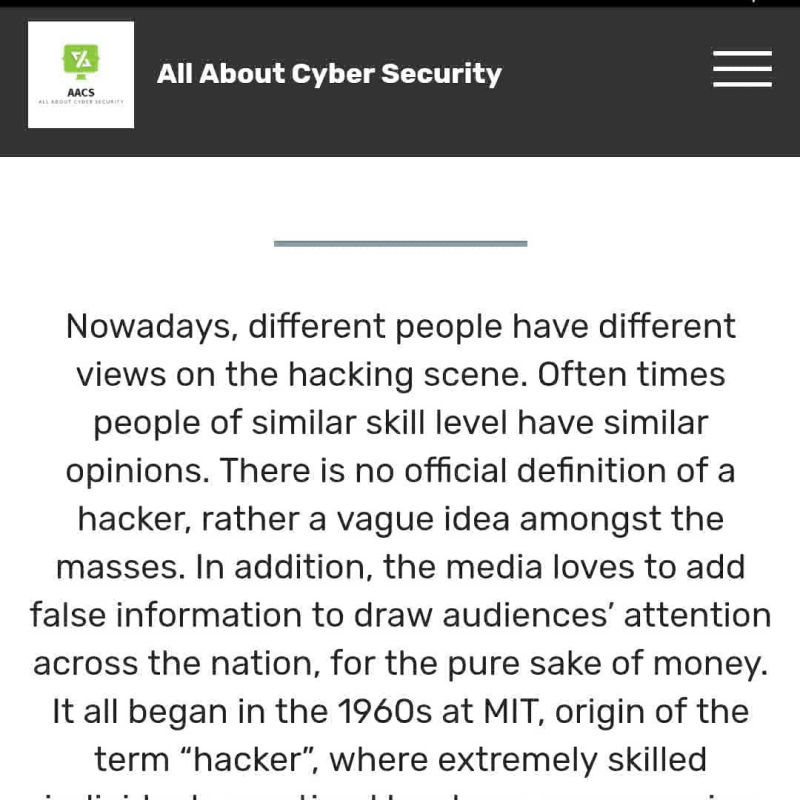 AACS
ALL ABOUT CYBER SECURITY
All About Cyber Security
Nowadays, different people have different
views on the hacking scene. Often times
people of similar skill level have similar
opinions. There is no official definition of a
hacker, rather a vague idea amongst the
masses. In addition, the media loves to add
false information to draw audiences’ attention
across the nation, for the pure sake of money.
It all began in the 1960s at MIT, origin of the
term “hacker”, where extremely skilled